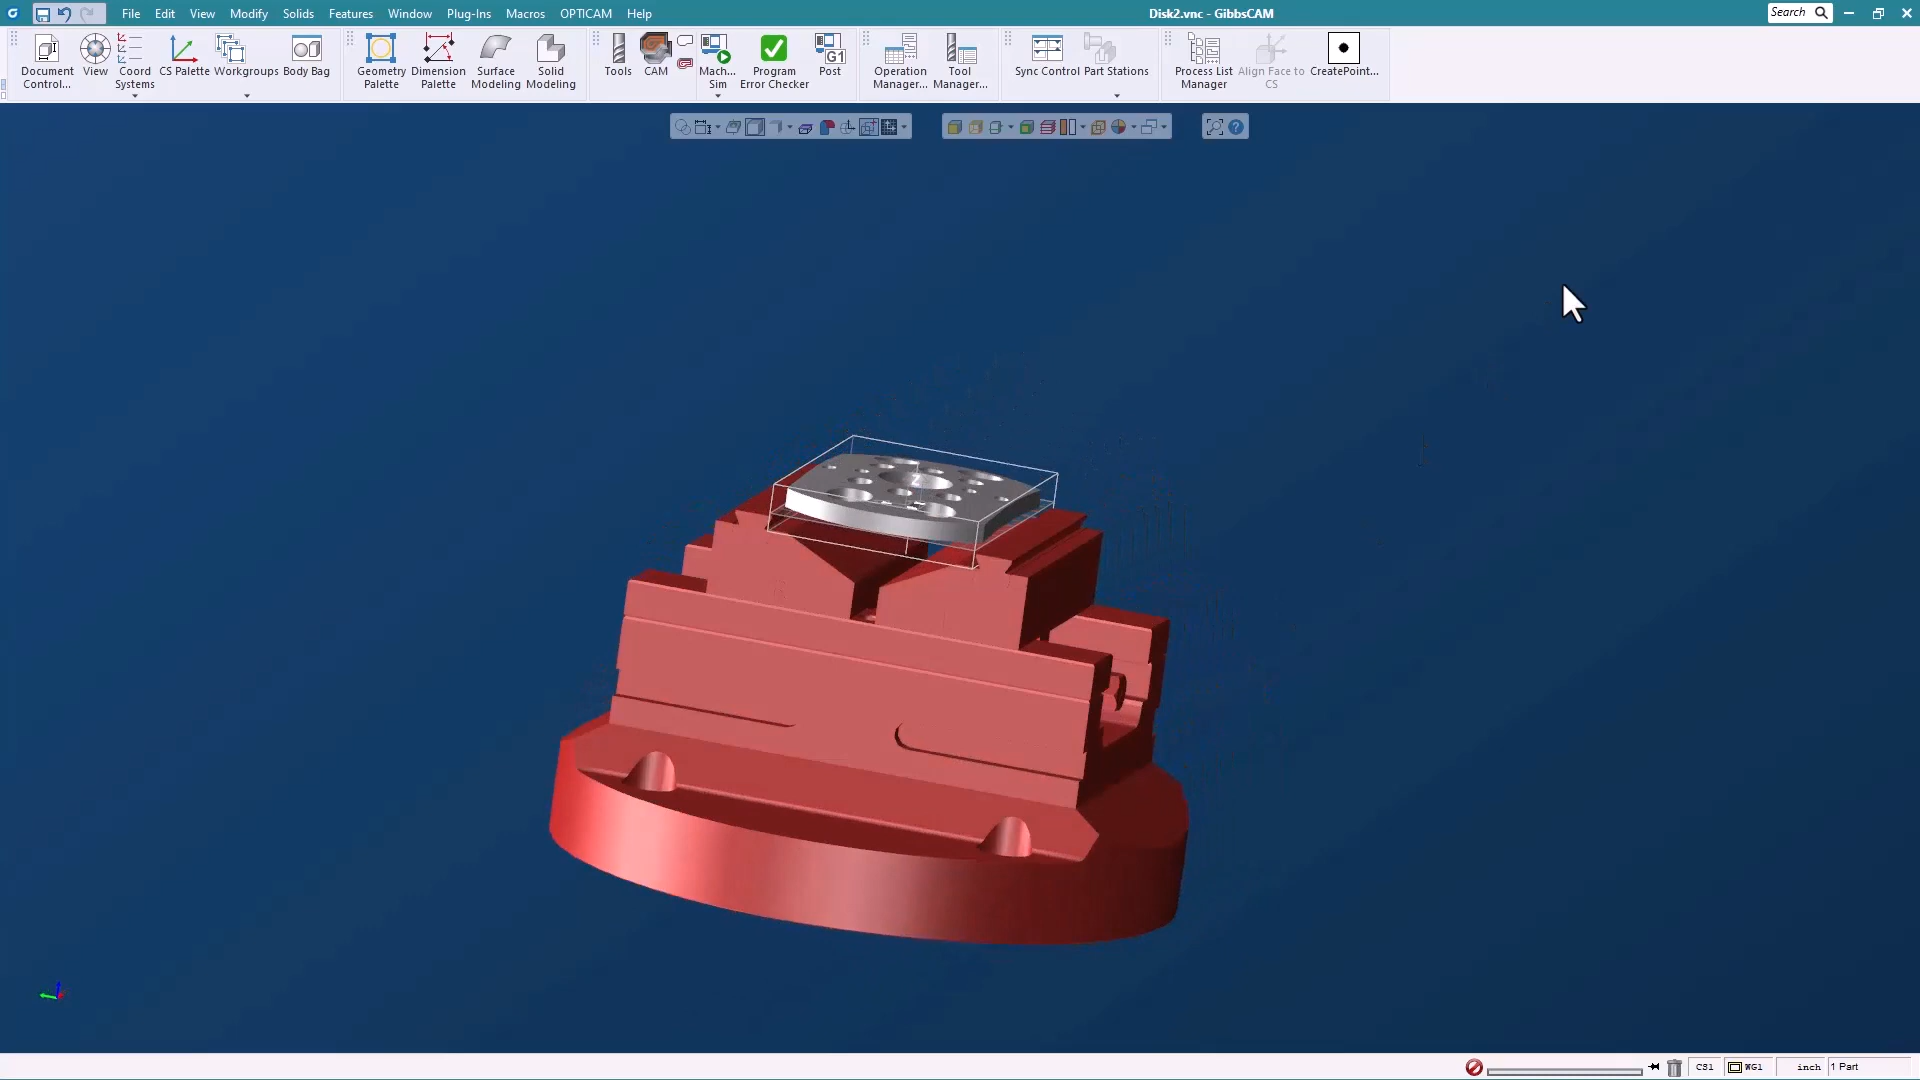 File Edit View Modify Solids Features Window Plug-Ins Macros OPTICAM Help
Disk2.vnc - GibbsCAM
Search
Document Control...
View
Coord Systems
CS Palette
Workgroups
Body Bag
Geometry Palette
Dimension Palette
Surface Modeling
Solid Modeling
Tools
CAM
Mach... Sim
Program Error Checker
G1
Post
Operation Manager...
Tool Manager...
Sync Control
Part Stations
Process List Manager
Align Face to CS
CreatePoint...
Z
CS1
WG1
inch
1 Part